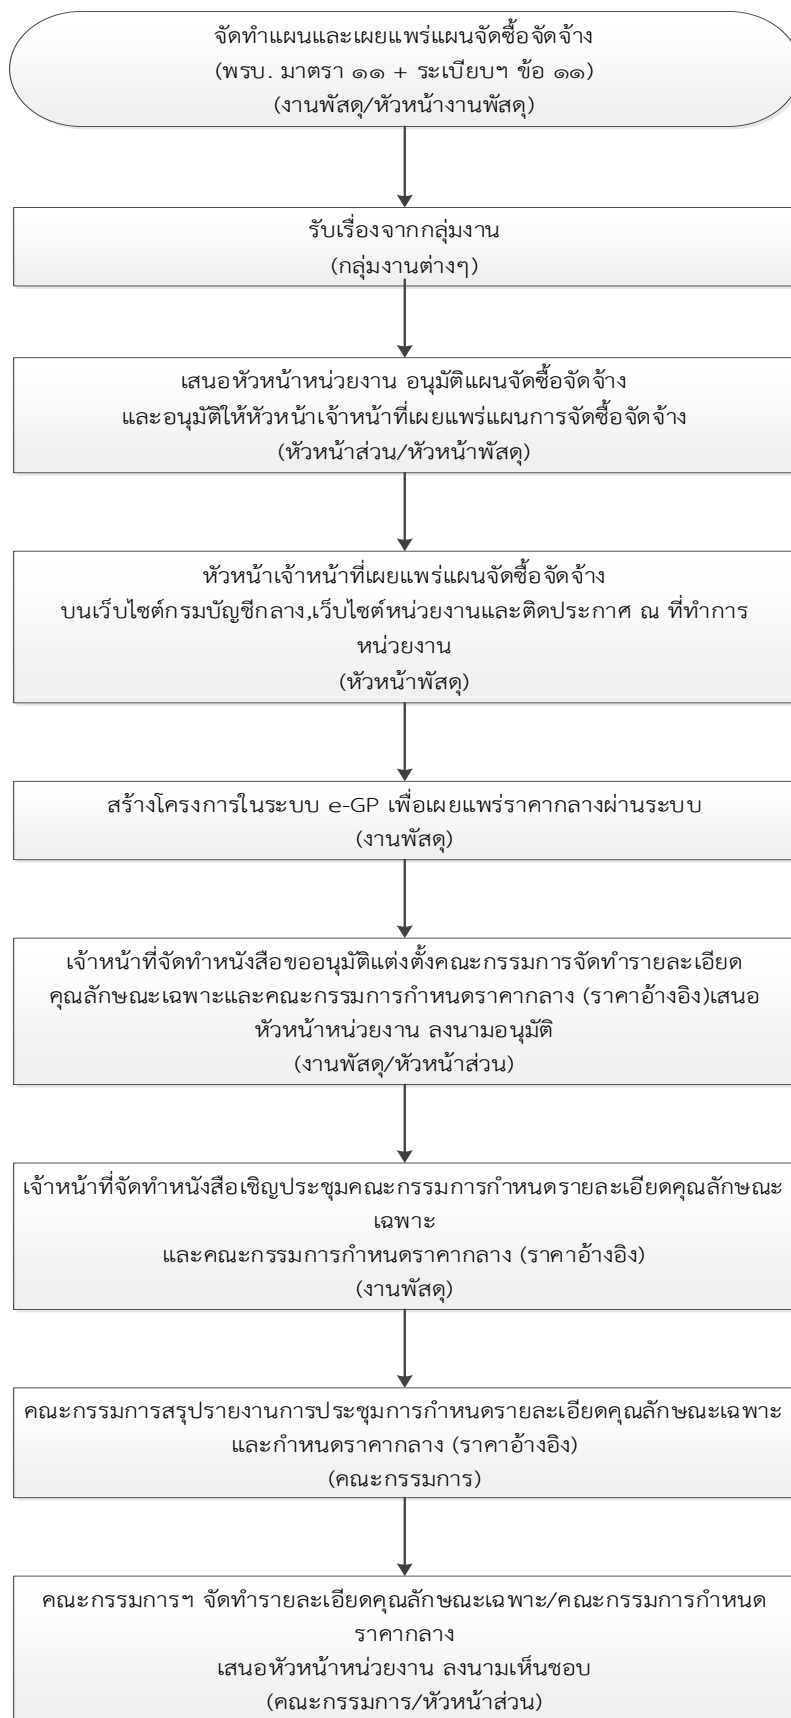 จัดทำแผนและเผยแพร่แผนจัดซื้อจัดจ้าง
(พรบ. มาตรา ๑๑ + ระเบียบฯ ข้อ ๑๑)
(งานพัสดุ/หัวหน้างานพัสดุ)
รับเรื่องจากกลุ่มงาน
(กลุ่มงานต่างๆ)
เสนอหัวหน้าหน่วยงาน อนุมัติแผนจัดซื้อจัดจ้าง
และอนุมัติให้หัวหน้าเจ้าหน้าที่เผยแพร่แผนการจัดซื้อจัดจ้าง
(หัวหน้าส่วน/หัวหน้าพัสดุ)
หัวหน้าเจ้าหน้าที่เผยแพร่แผนจัดซื้อจัดจ้าง
บนเว็บไซต์กรมบัญชีกลาง,เว็บไซต์หน่วยงานและติดประกาศ ณ ที่ทำการ
หน่วยงาน
(หัวหน้าพัสดุ)
สร้างโครงการในระบบ e-GP เพื่อเผยแพร่ราคากลางผ่านระบบ
(งานพัสดุ)
เจ้าหน้าที่จัดทำหนังสือขออนุมัติแต่งตั้งคณะกรรมการจัดทำรายละเอียด
คุณลักษณะเฉพาะและคณะกรรมการกำหนดราคากลาง (ราคาอ้างอิง)เสนอ
หัวหน้าหน่วยงาน ลงนามอนุมัติ
(งานพัสดุ/หัวหน้าส่วน)
เจ้าหน้าที่จัดทำหนังสือเชิญประชุมคณะกรรมการกำหนดรายละเอียดคุณลักษณะ
เฉพาะ
และคณะกรรมการกำหนดราคากลาง (ราคาอ้างอิง)
(งานพัสดุ)
คณะกรรมการสรุปรายงานการประชุมการกำหนดรายละเอียดคุณลักษณะเฉพาะ
และกำหนดราคากลาง (ราคาอ้างอิง)
(คณะกรรมการ)
คณะกรรมการฯ จัดทำรายละเอียดคุณลักษณะเฉพาะ/คณะกรรมการกำหนด
ราคากลาง
เสนอหัวหน้าหน่วยงาน ลงนามเห็นชอบ
(คณะกรรมการ/หัวหน้าส่วน)